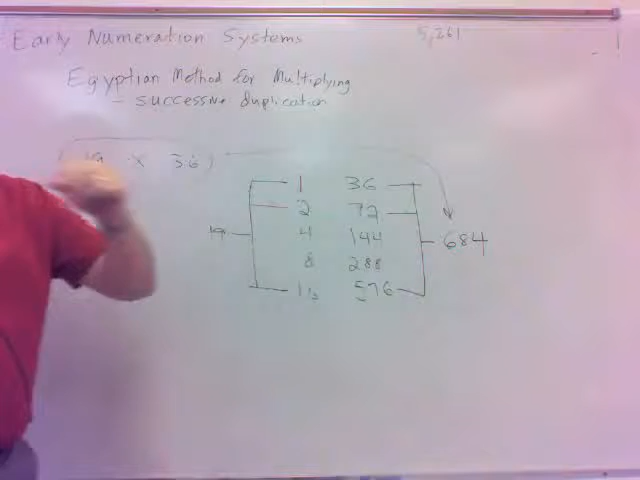 Early Numeration Systems
5,261
Egyptian Method for Multiplying
- successive duplication
(19 x 36)
1 36
2 72
19 4 144 684
8 288
16 576